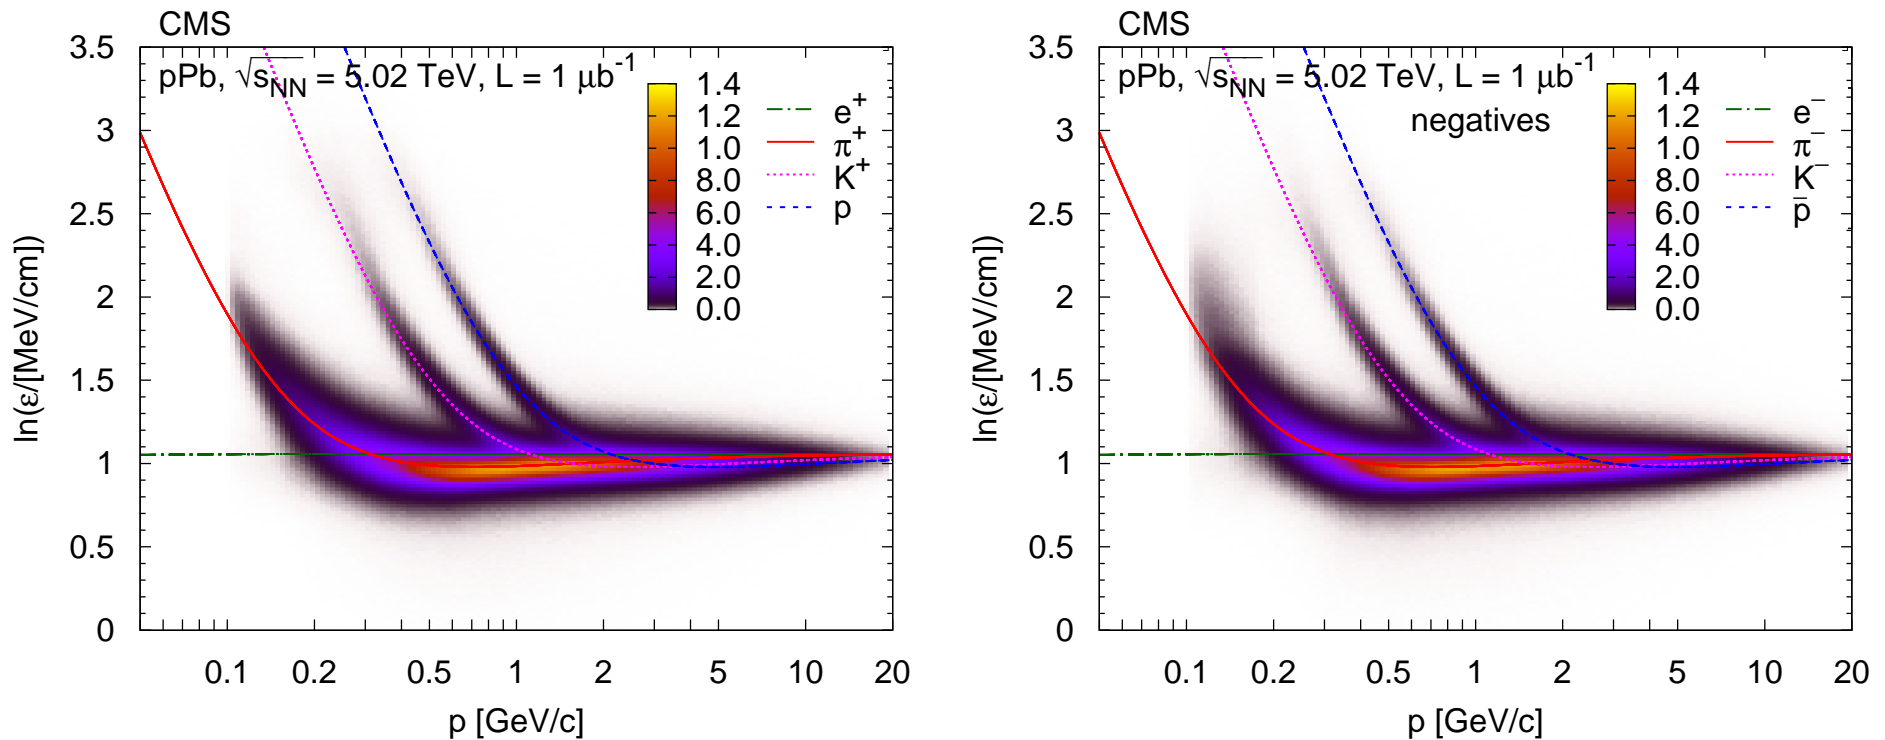 CMS
pPb, √sNN = 5.02 TeV, L = 1 μb-1
3.5
3
2.5
2
1.5
1
0.5
0
ln(ε/[MeV/cm])
1.4
1.2
1.0
8.0
6.0
4.0
2.0
0.0
e+
π+
K+
p
0.1 0.2 0.5 1 2 5 10 20
p [GeV/c]
CMS
pPb, √sNN = 5.02 TeV, L = 1 μb-1
negatives
3.5
3
2.5
2
1.5
1
0.5
0
ln(ε/[MeV/cm])
1.4
1.2
1.0
8.0
6.0
4.0
2.0
0.0
e−
π−
K−
p̅
0.1 0.2 0.5 1 2 5 10 20
p [GeV/c]